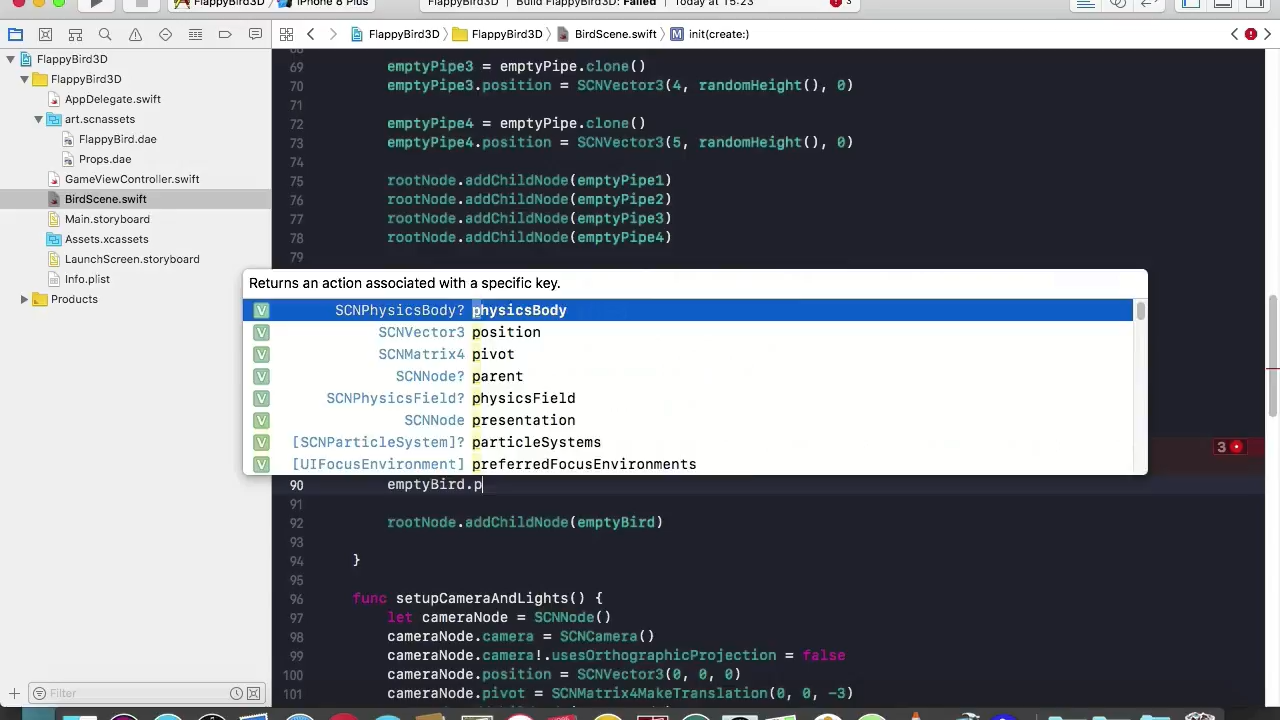 FlappyBird3D
iPhone 8 Plus
FlappyBird3D
Build FlappyBird3D: Failed
Today at 15:23
3
FlappyBird3D
FlappyBird3D
BirdScene.swift
M
init(create:)
FlappyBird3D
FlappyBird3D
AppDelegate.swift
art.scnassets
FlappyBird.dae
Props.dae
GameViewController.swift
BirdScene.swift
Main.storyboard
Assets.xcassets
LaunchScreen.storyboard
Info.plist
Products
Filter
68
69 emptyPipe3 = emptyPipe.clone()
70 emptyPipe3.position = SCNVector3(4, randomHeight(), 0)
71
72 emptyPipe4 = emptyPipe.clone()
73 emptyPipe4.position = SCNVector3(5, randomHeight(), 0)
74
75 rootNode.addChildNode(emptyPipe1)
76 rootNode.addChildNode(emptyPipe2)
77 rootNode.addChildNode(emptyPipe3)
78 rootNode.addChildNode(emptyPipe4)
79
Returns an action associated with a specific key.
V SCNPhysicsBody? physicsBody
V SCNVector3 position
V SCNMatrix4 pivot
V SCNNode? parent
V SCNPhysicsField? physicsField
V SCNNode presentation
V [SCNParticleSystem]? particleSystems
V [UIFocusEnvironment] preferredFocusEnvironments
3
90 emptyBird.p
91
92 rootNode.addChildNode(emptyBird)
93
94 }
95
96 func setupCameraAndLights() {
97 let cameraNode = SCNNode()
98 cameraNode.camera = SCNCamera()
99 cameraNode.camera!.usesOrthographicProjection = false
100 cameraNode.position = SCNVector3(0, 0, 0)
101 cameraNode.pivot = SCNMatrix4MakeTranslation(0, 0, -3)